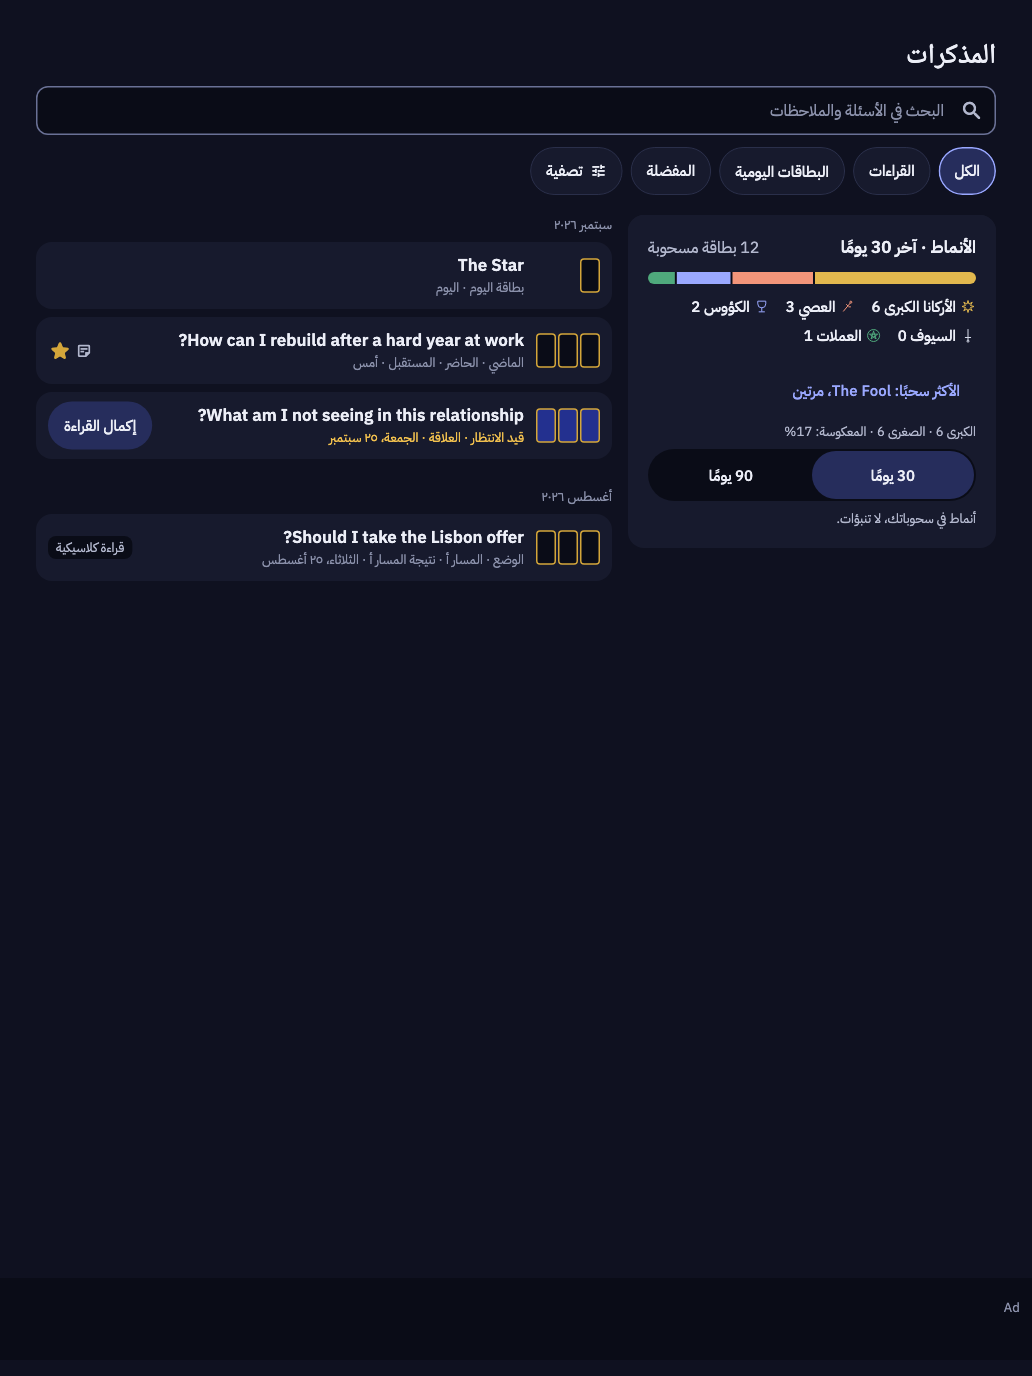 المذكرات
البحث في الأسئلة والملاحظات
الكل
القراءات
البطاقات اليومية
المفضلة
تصفية
الأنماط · آخر 30 يومًا
12 بطاقة مسحوبة
الأركانا الكبرى 6
العصي 3
الكؤوس 2
السيوف 0
العملات 1
الأكثر سحبًا: The Fool، مرتين
الكبرى 6 · الصغرى 6 · المعكوسة: 17%
30 يومًا
90 يومًا
أنماط في سحوباتك، لا تنبؤات.
سبتمبر ٢٠٢٦
The Star
بطاقة اليوم · اليوم
How can I rebuild after a hard year at work?
الماضي · الحاضر · المستقبل · أمس
What am I not seeing in this relationship?
قيد الانتظار · العلاقة · الجمعة، ٢٥ سبتمبر
إكمال القراءة
أغسطس ٢٠٢٦
Should I take the Lisbon offer?
الوضع · المسار أ · نتيجة المسار أ · الثلاثاء، ٢٥ أغسطس
قراءة كلاسيكية
Ad